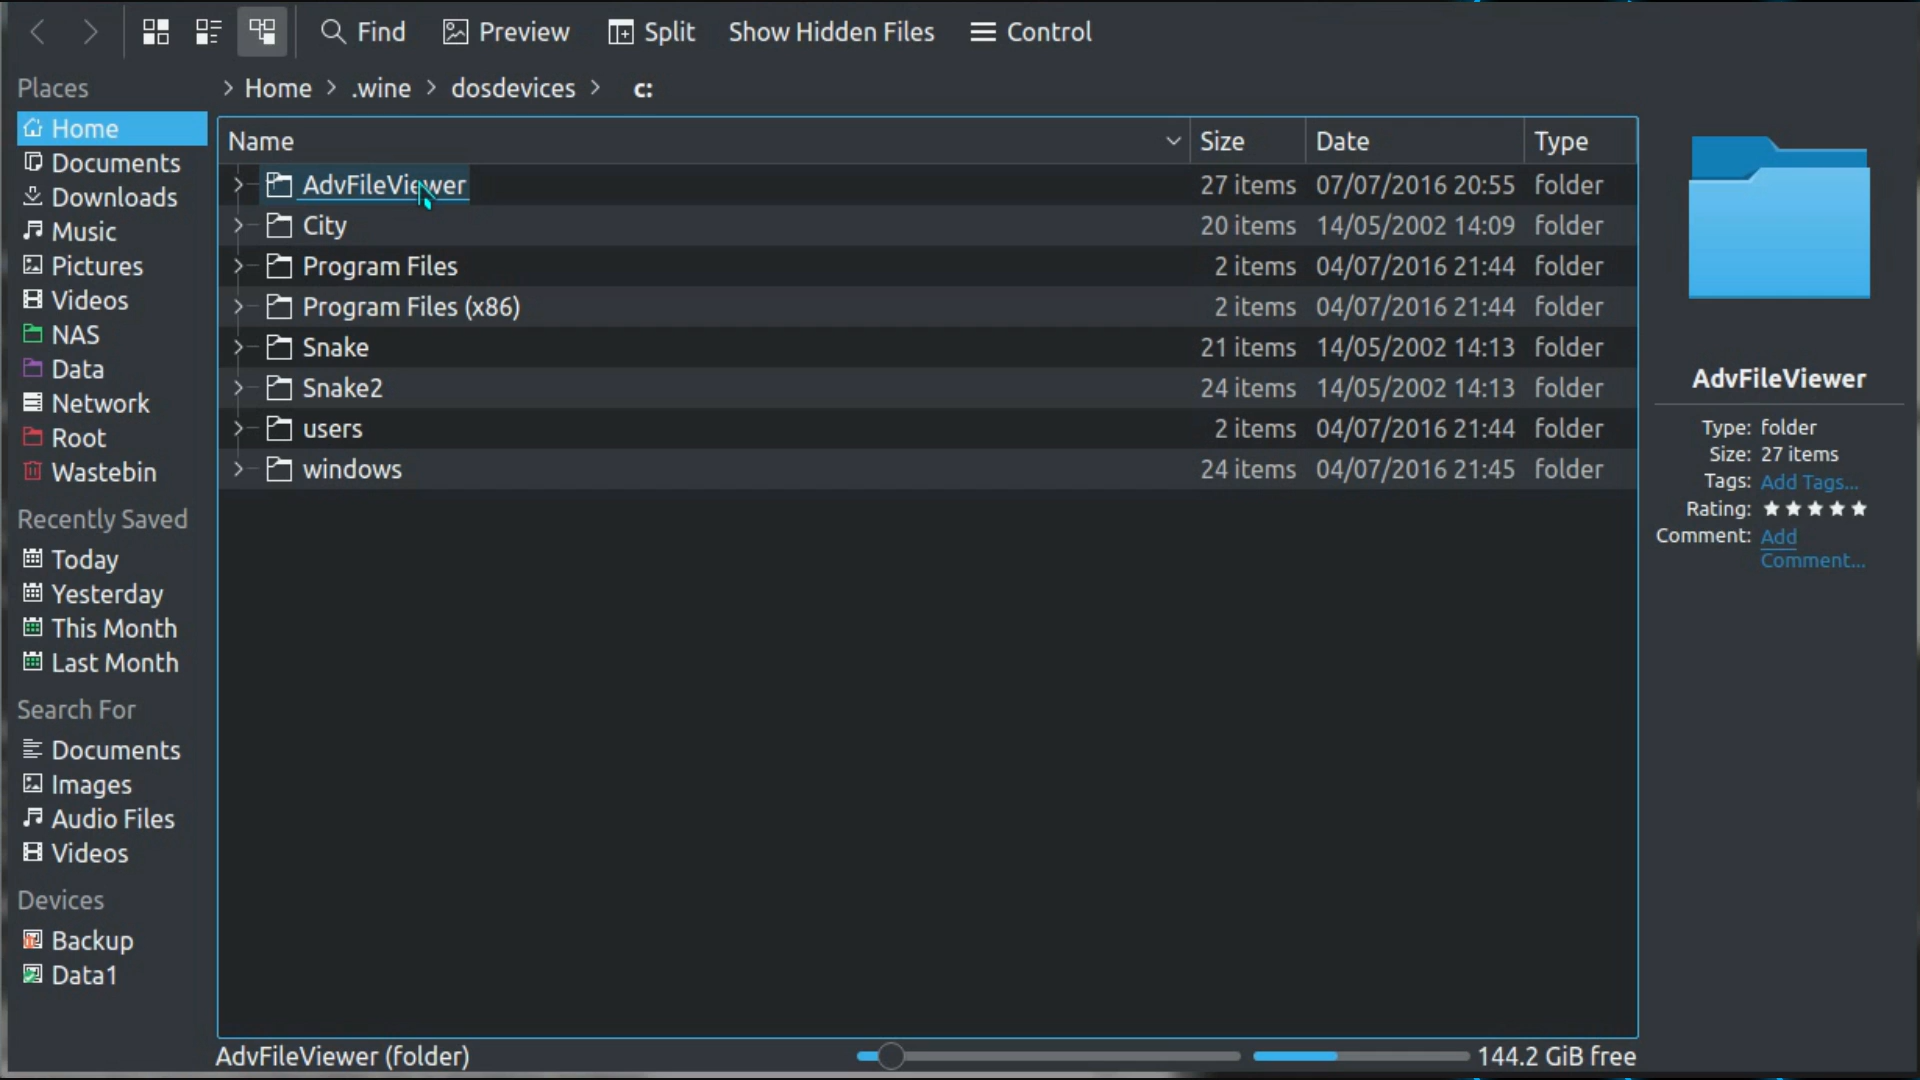 Find Preview Split Show Hidden Files Control
Places
Home .wine dosdevices c:
Home
Documents
Downloads
Music
Pictures
Videos
NAS
Data
Network
Root
Wastebin
Recently Saved
Today
Yesterday
This Month
Last Month
Search For
Documents
Images
Audio Files
Videos
Devices
Backup
Data1
Name Size Date Type
AdvFileViewer 27 items 07/07/2016 20:55 folder
City 20 items 14/05/2002 14:09 folder
Program Files 2 items 04/07/2016 21:44 folder
Program Files (x86) 2 items 04/07/2016 21:44 folder
Snake 21 items 14/05/2002 14:13 folder
Snake2 24 items 14/05/2002 14:13 folder
users 2 items 04/07/2016 21:44 folder
windows 24 items 04/07/2016 21:45 folder
AdvFileViewer
Type: folder
Size: 27 items
Tags: Add Tags...
Rating:
Comment: Add
Comment...
AdvFileViewer (folder) 144.2 GiB free